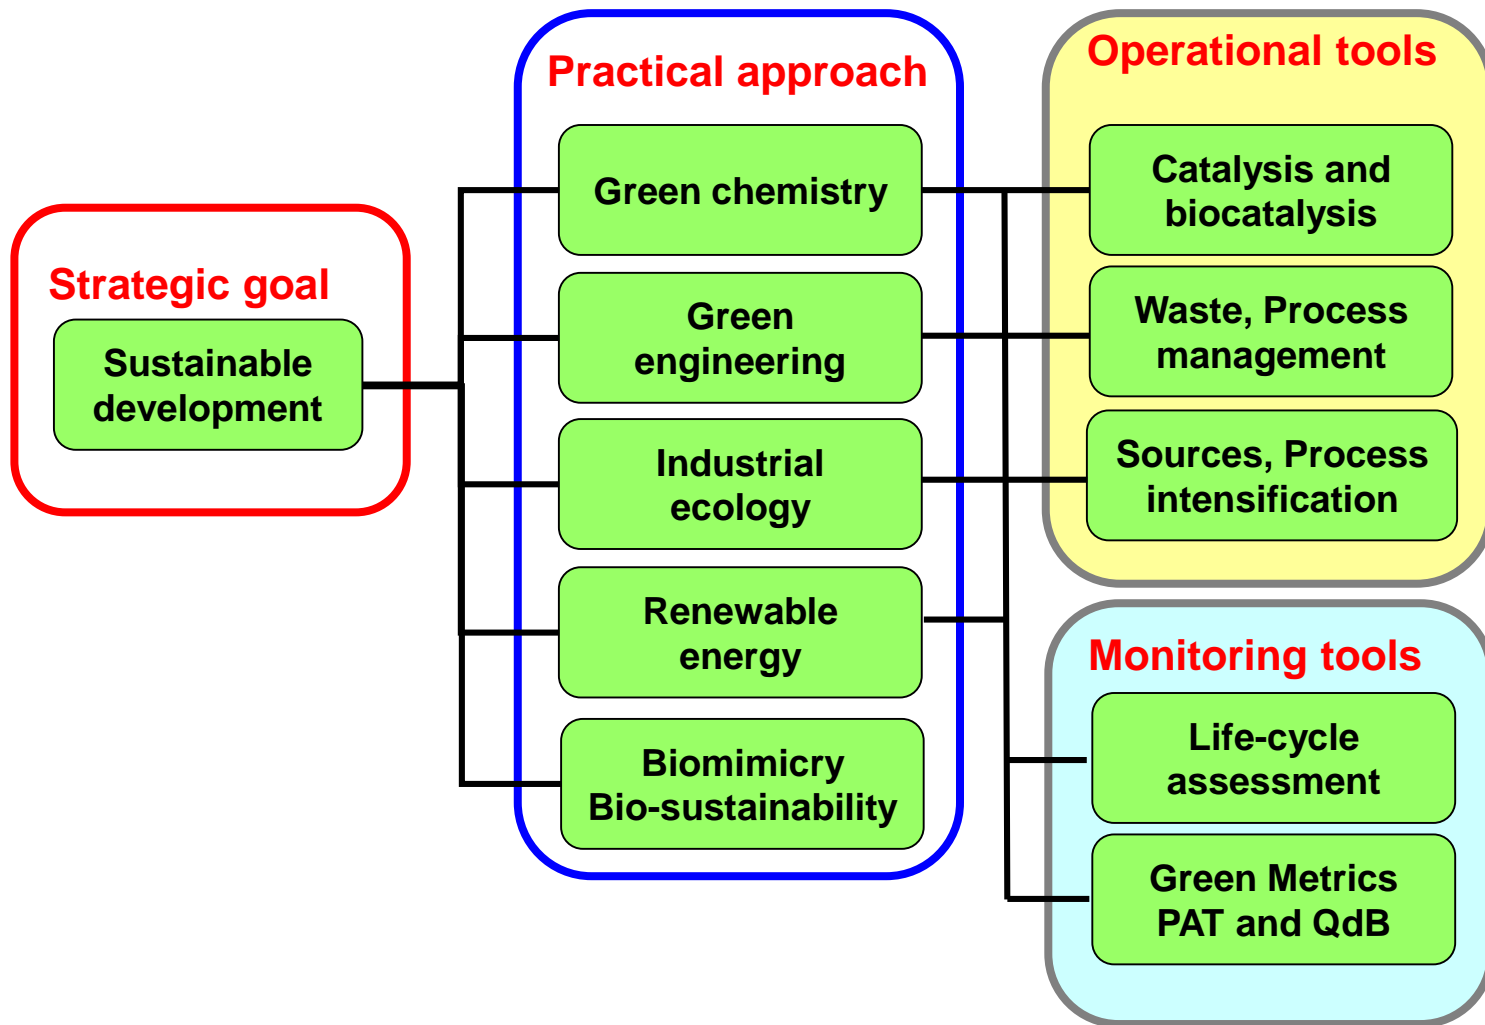 Strategic goal
Sustainable
development
Practical approach
Green chemistry
Green
engineering
Industrial
ecology
Renewable
energy
Biomimicry
Bio-sustainability
Operational tools
Catalysis and
biocatalysis
Waste, Process
management
Sources, Process
intensification
Monitoring tools
Life-cycle
assessment
Green Metrics
PAT and QdB